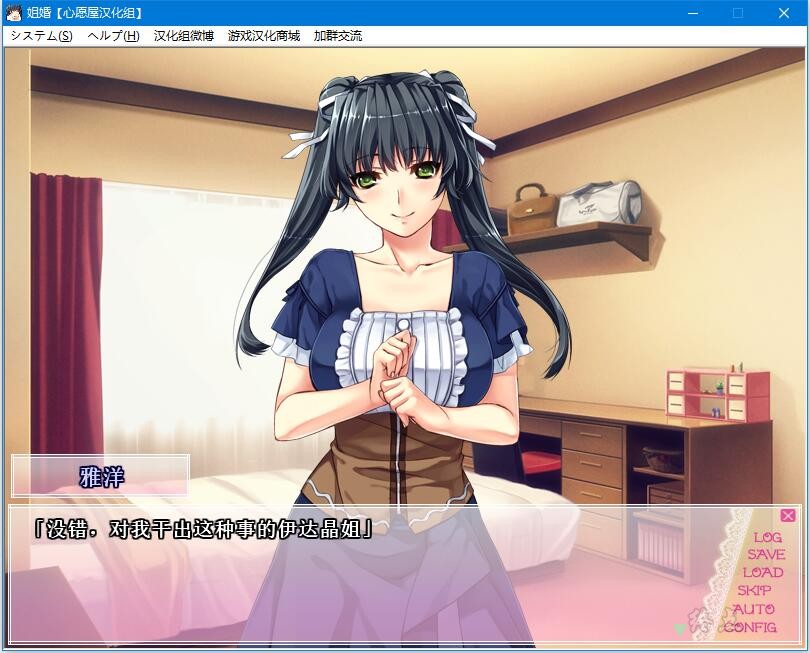 姐婚【心愿屋汉化组】
システム(S) ヘルプ(H) 汉化组微博 游戏汉化商城 加群交流
雅洋
「没错．对我干出这种事的伊达晶姐」
LOG
SAVE
LOAD
SKIP
AUTO
CONFIG